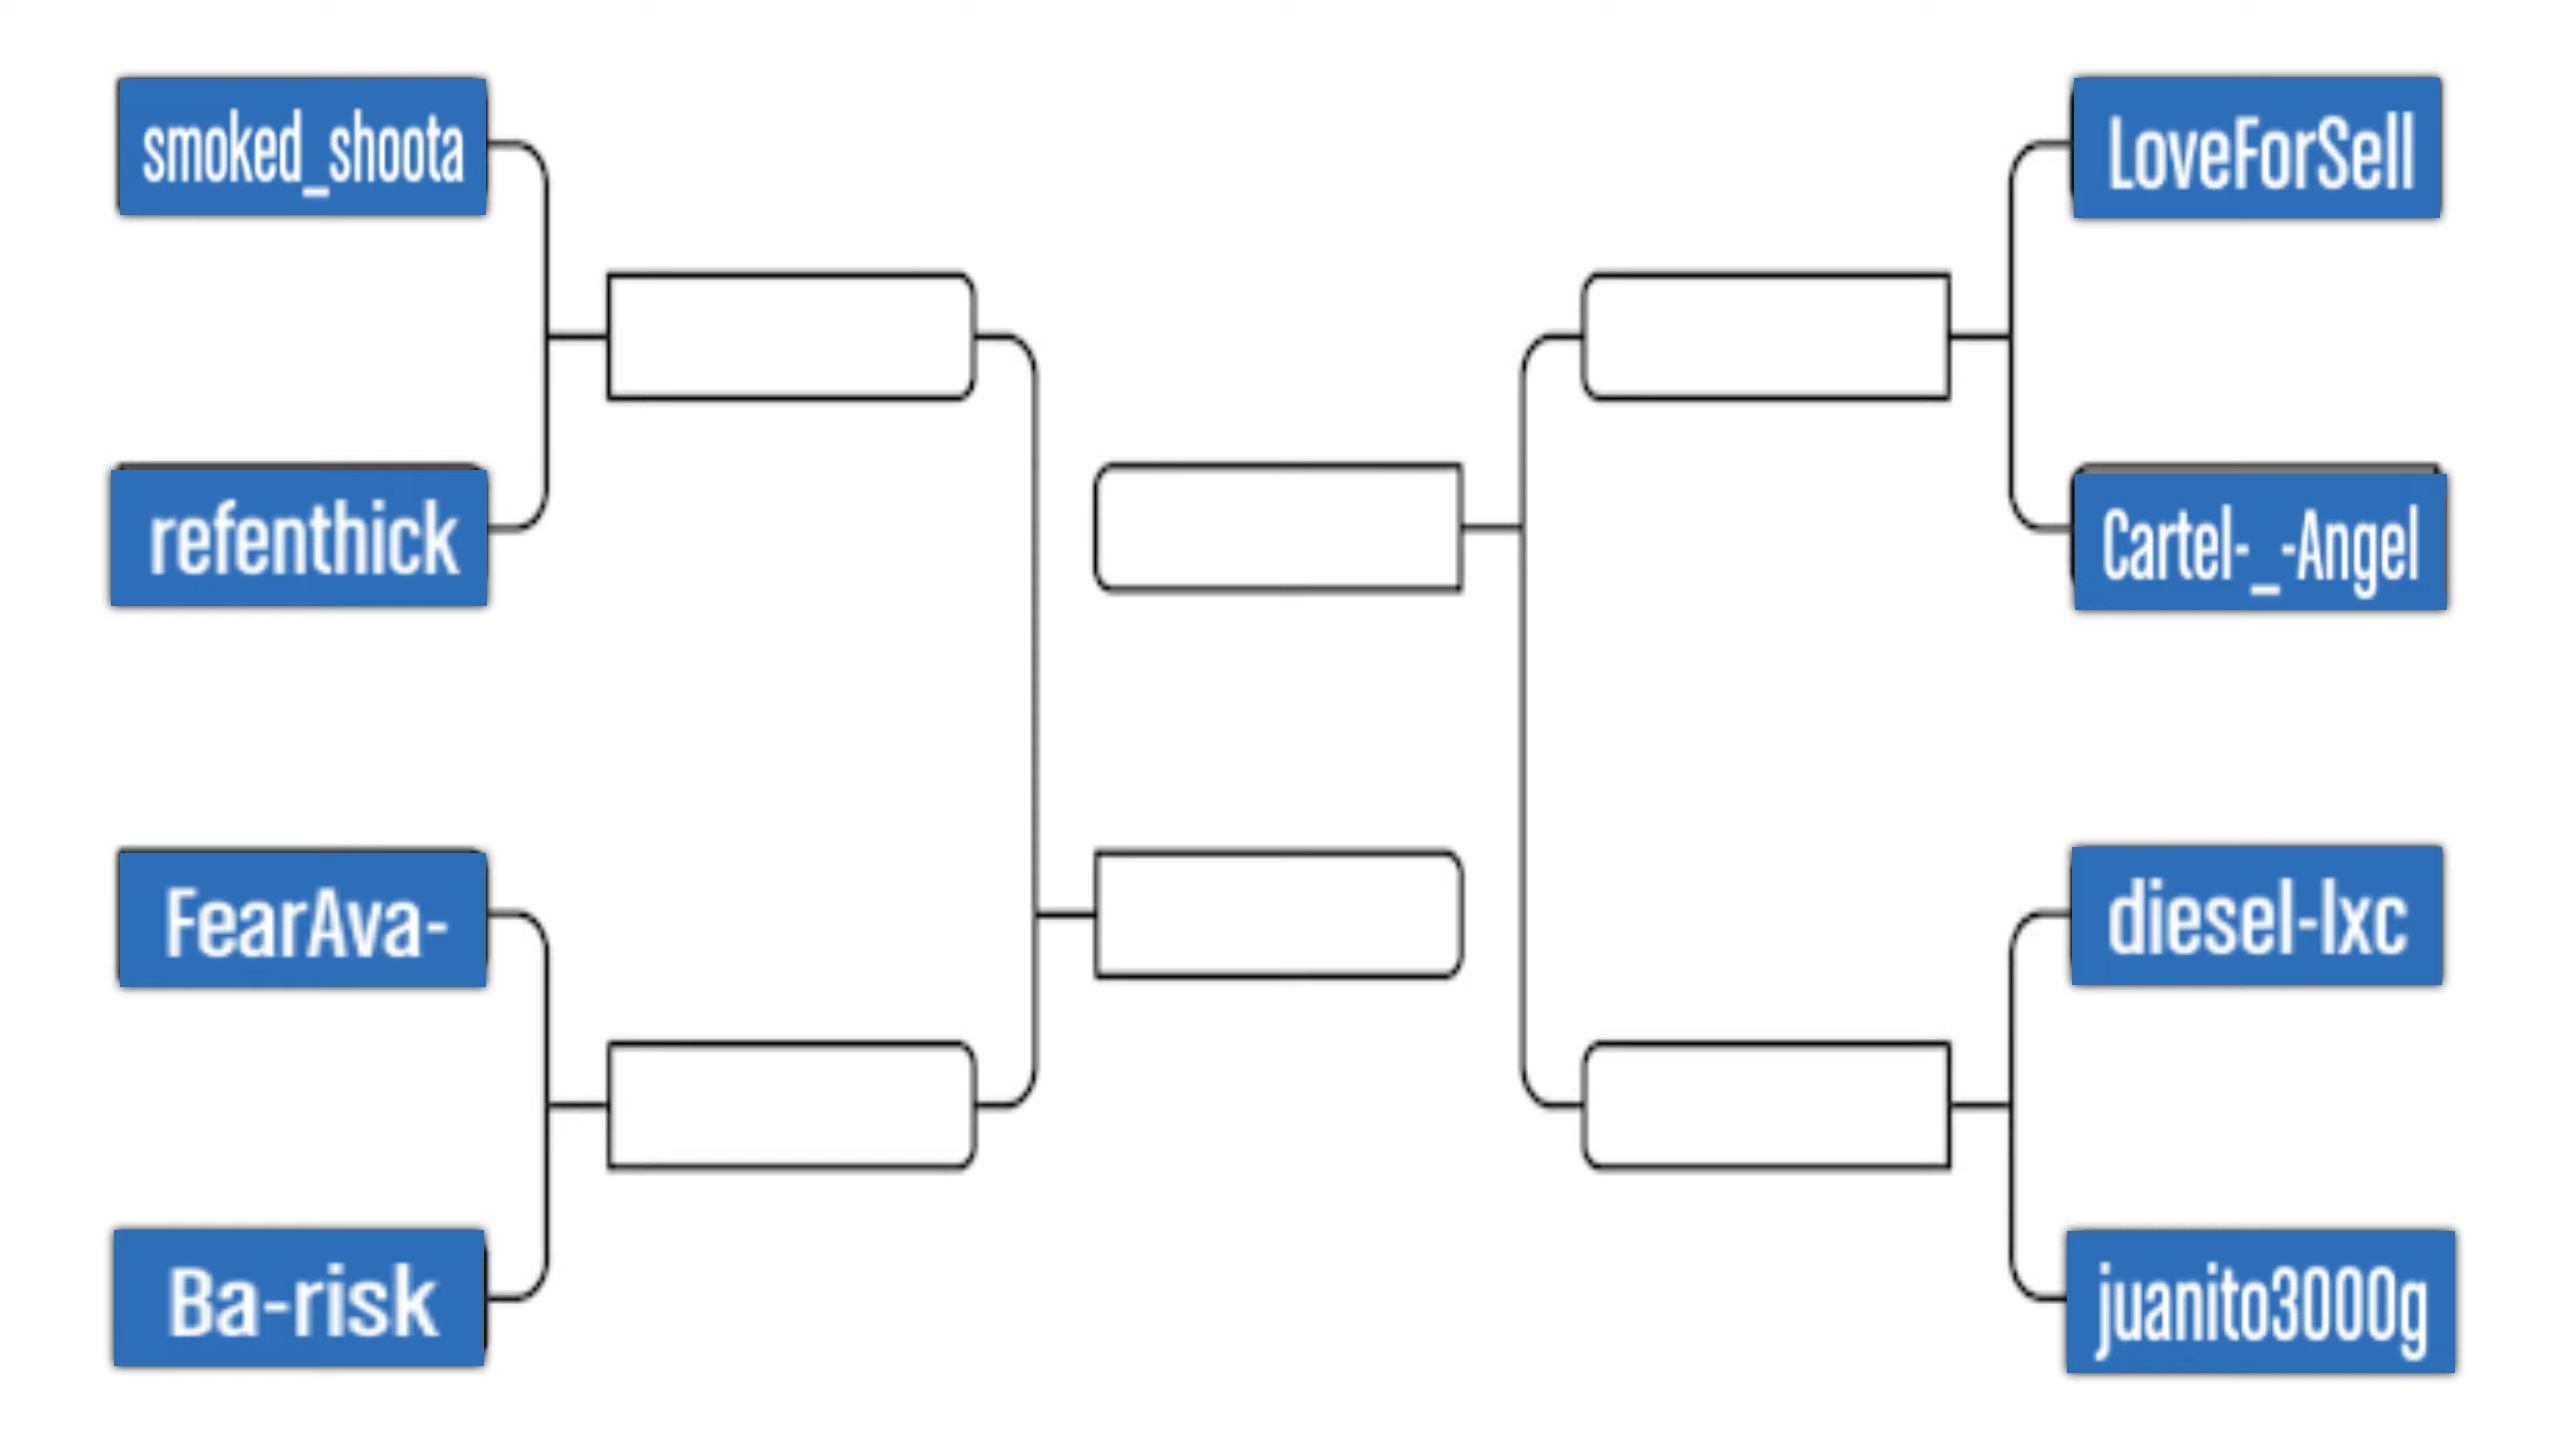 smoked_shoota
refenthick
FearAva-
Ba-risk
LoveForSell
Cartel-_-Angel
diesel-lxc
juanito3000g